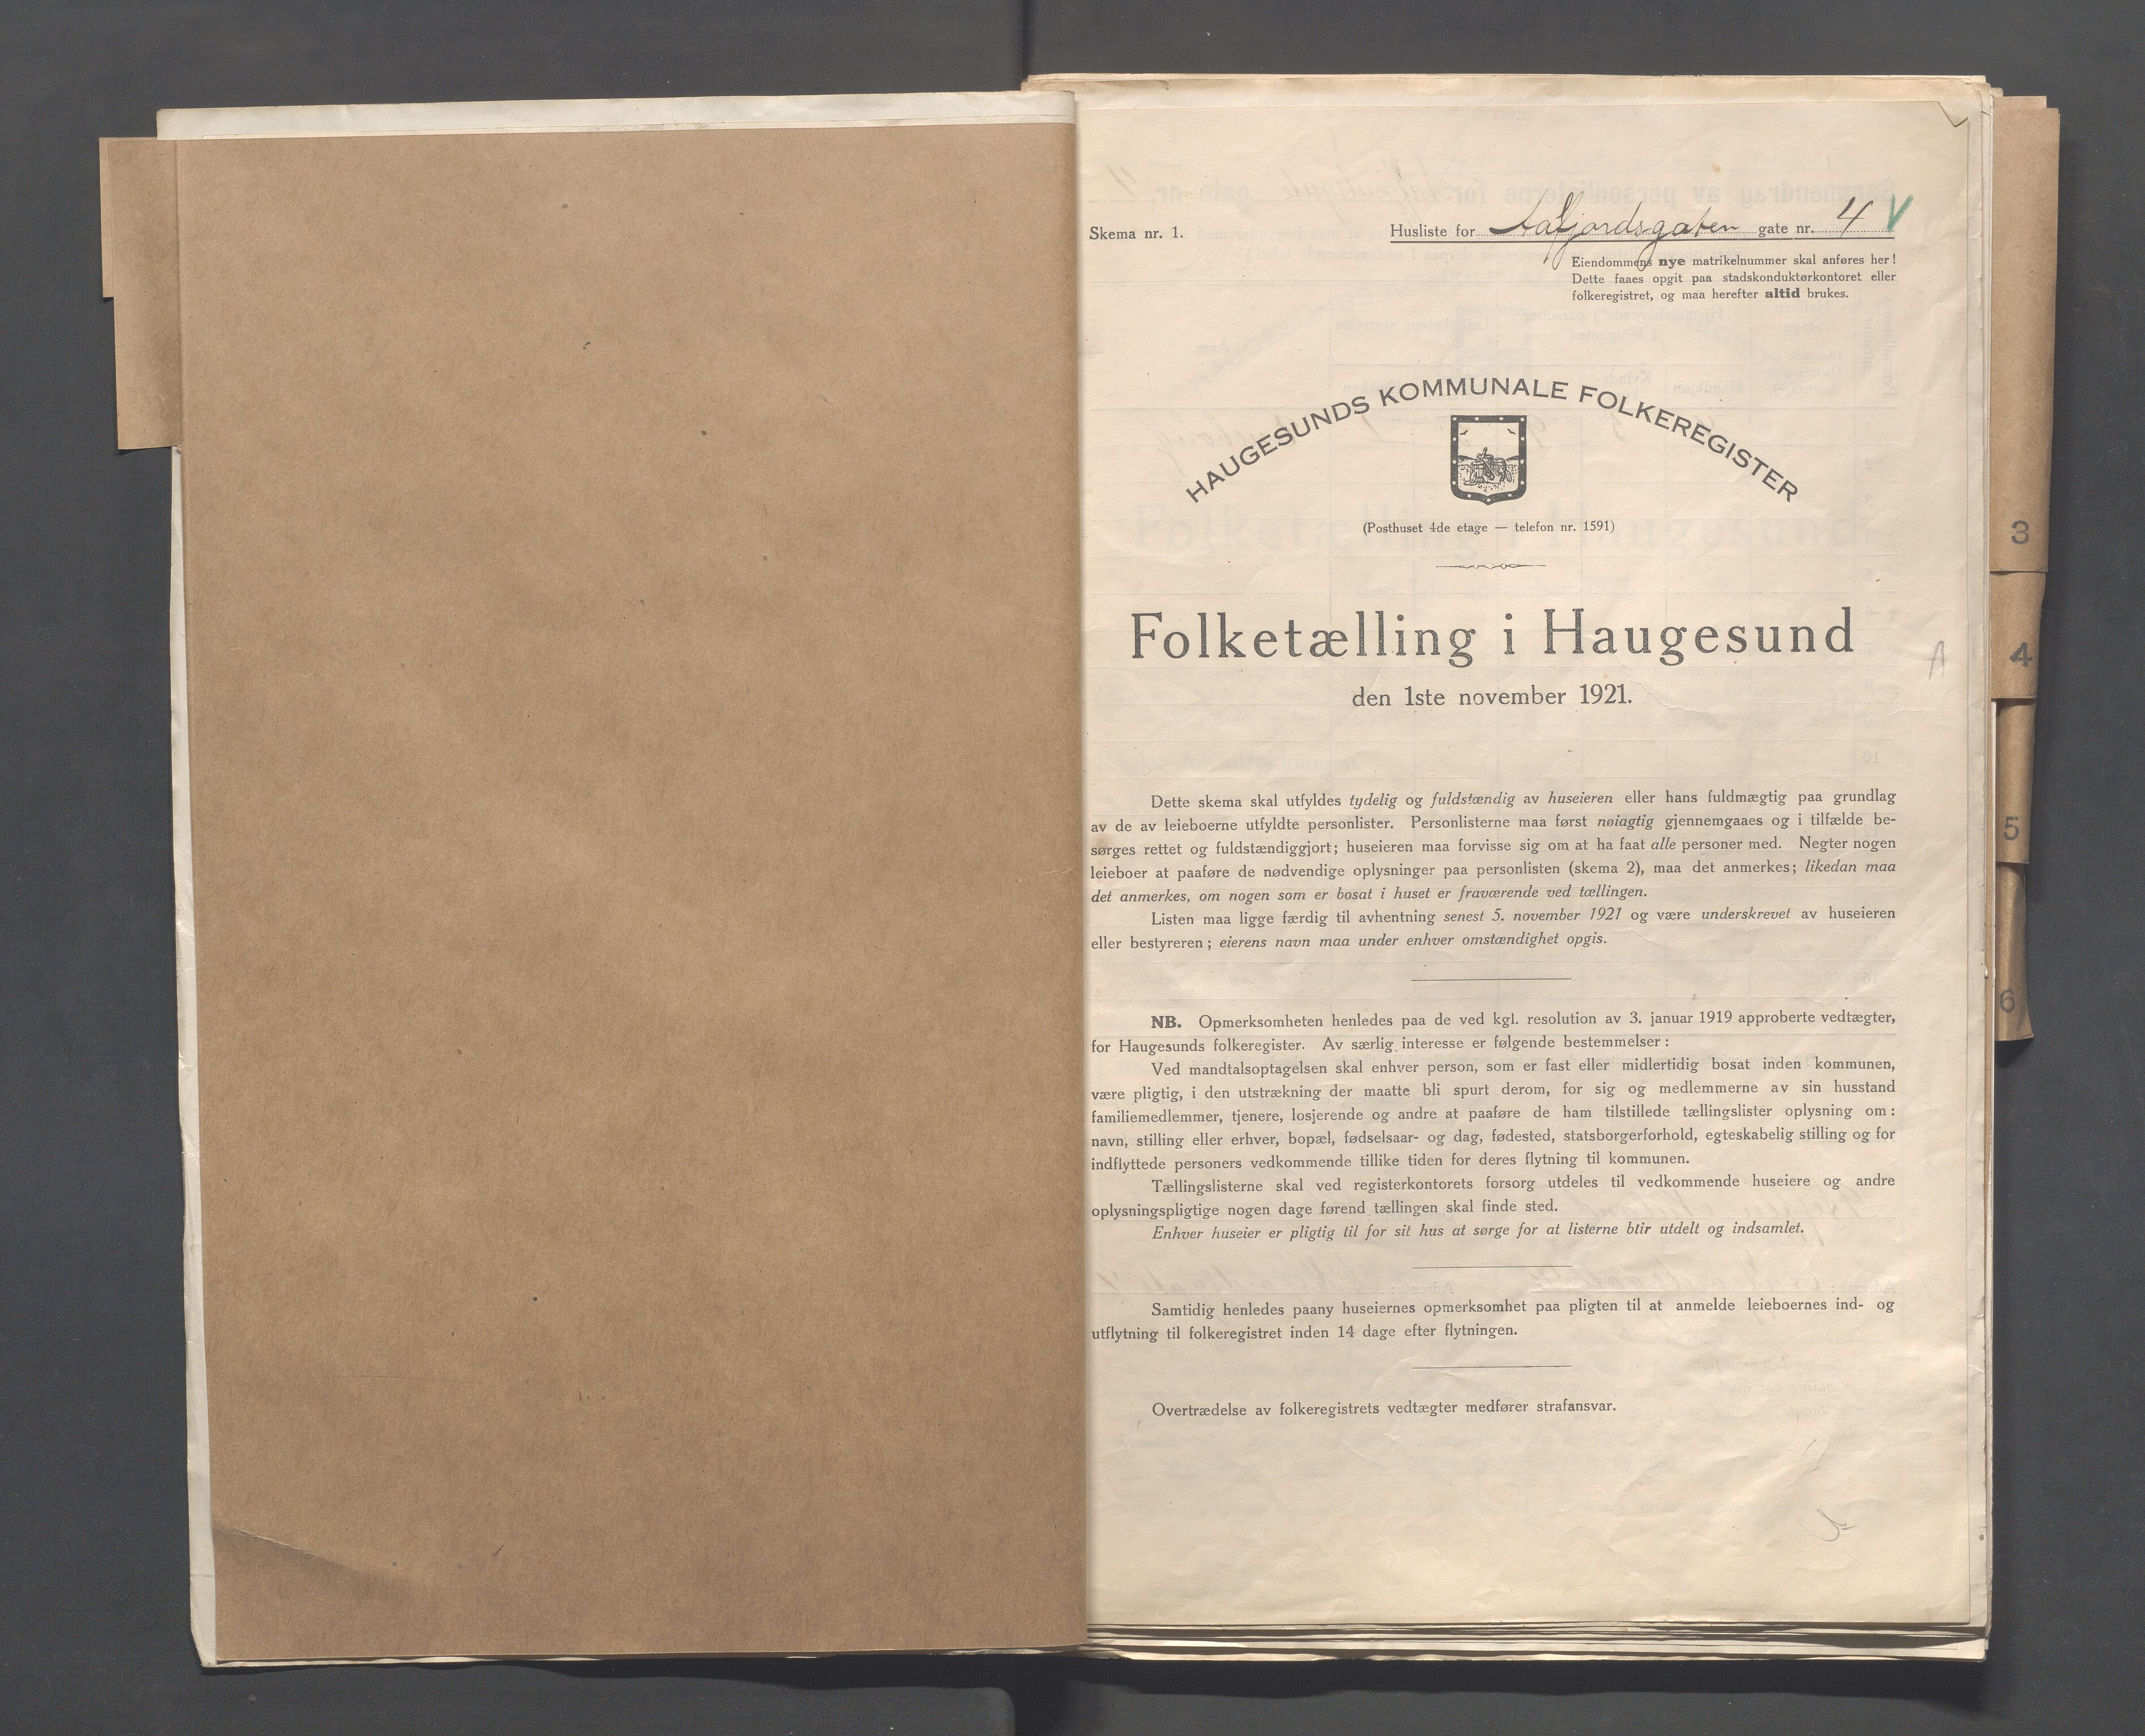 Skema nr. 1.
Husliste for Aafjordsgaten gate nr. 4
Eiendommens nye matrikelnummer skal anføres her!
Dette faaes opgit paa stadskonduktørkontoret eller
folkeregistret, og maa herefter altid brukes.
HAUGESUNDS KOMMUNALE FOLKEREGISTER
(Posthuset 4de etage — telefon nr. 1591)
Folketælling i Haugesund
den 1ste november 1921.
Dette skema skal utfyldes tydelig og fuldstændig av huseieren eller hans fuldmægtig paa grundlag
av de av leieboerne utfyldte personlister. Personlisterne maa først nøiagtig gjennemgaaes og i tilfælde be-
sørges rettet og fuldstændiggjort; huseieren maa forvisse sig om at ha faat alle personer med. Negter nogen
leieboer at paaføre de nødvendige oplysninger paa personlisten (skema 2), maa det anmerkes; likedan maa
det anmerkes, om nogen som er bosat i huset er fraværende ved tællingen.
Listen maa ligge færdig til avhentning senest 5. november 1921 og være underskrevet av huseieren
eller bestyreren; eierens navn maa under enhver omstændighet opgis.
NB. Opmerksomheten henledes paa de ved kgl. resolution av 3. januar 1919 approberte vedtægter,
for Haugesunds folkeregister. Av særlig interesse er følgende bestemmelser:
Ved mandtalsoptagelsen skal enhver person, som er fast eller midlertidig bosat inden kommunen,
være pligtig, i den utstrækning der maatte bli spurt derom, for sig og medlemmerne av sin husstand
familiemedlemmer, tjenere, losjerende og andre at paaføre de ham tilstillede tællingslister oplysning om:
navn, stilling eller erhver, bopæl, fødselsaar- og dag, fødested, statsborgerforhold, egteskabelig stilling og for
indflyttede personers vedkommende tillike tiden for deres flytning til kommunen.
Tællingslisterne skal ved registerkontorets forsorg utdeles til vedkommende huseiere og andre
oplysningspligtige nogen dage førend tællingen skal finde sted.
Enhver huseier er pligtig til for sit hus at sørge for at listerne blir utdelt og indsamlet.
Samtidig henledes paany huseiernes opmerksomhet paa pligten til at anmelde leieboernes ind- og
utflytning til folkeregistret inden 14 dage efter flytningen.
Overtrædelse av folkeregistrets vedtægter medfører strafansvar.
A
3
4
5
6